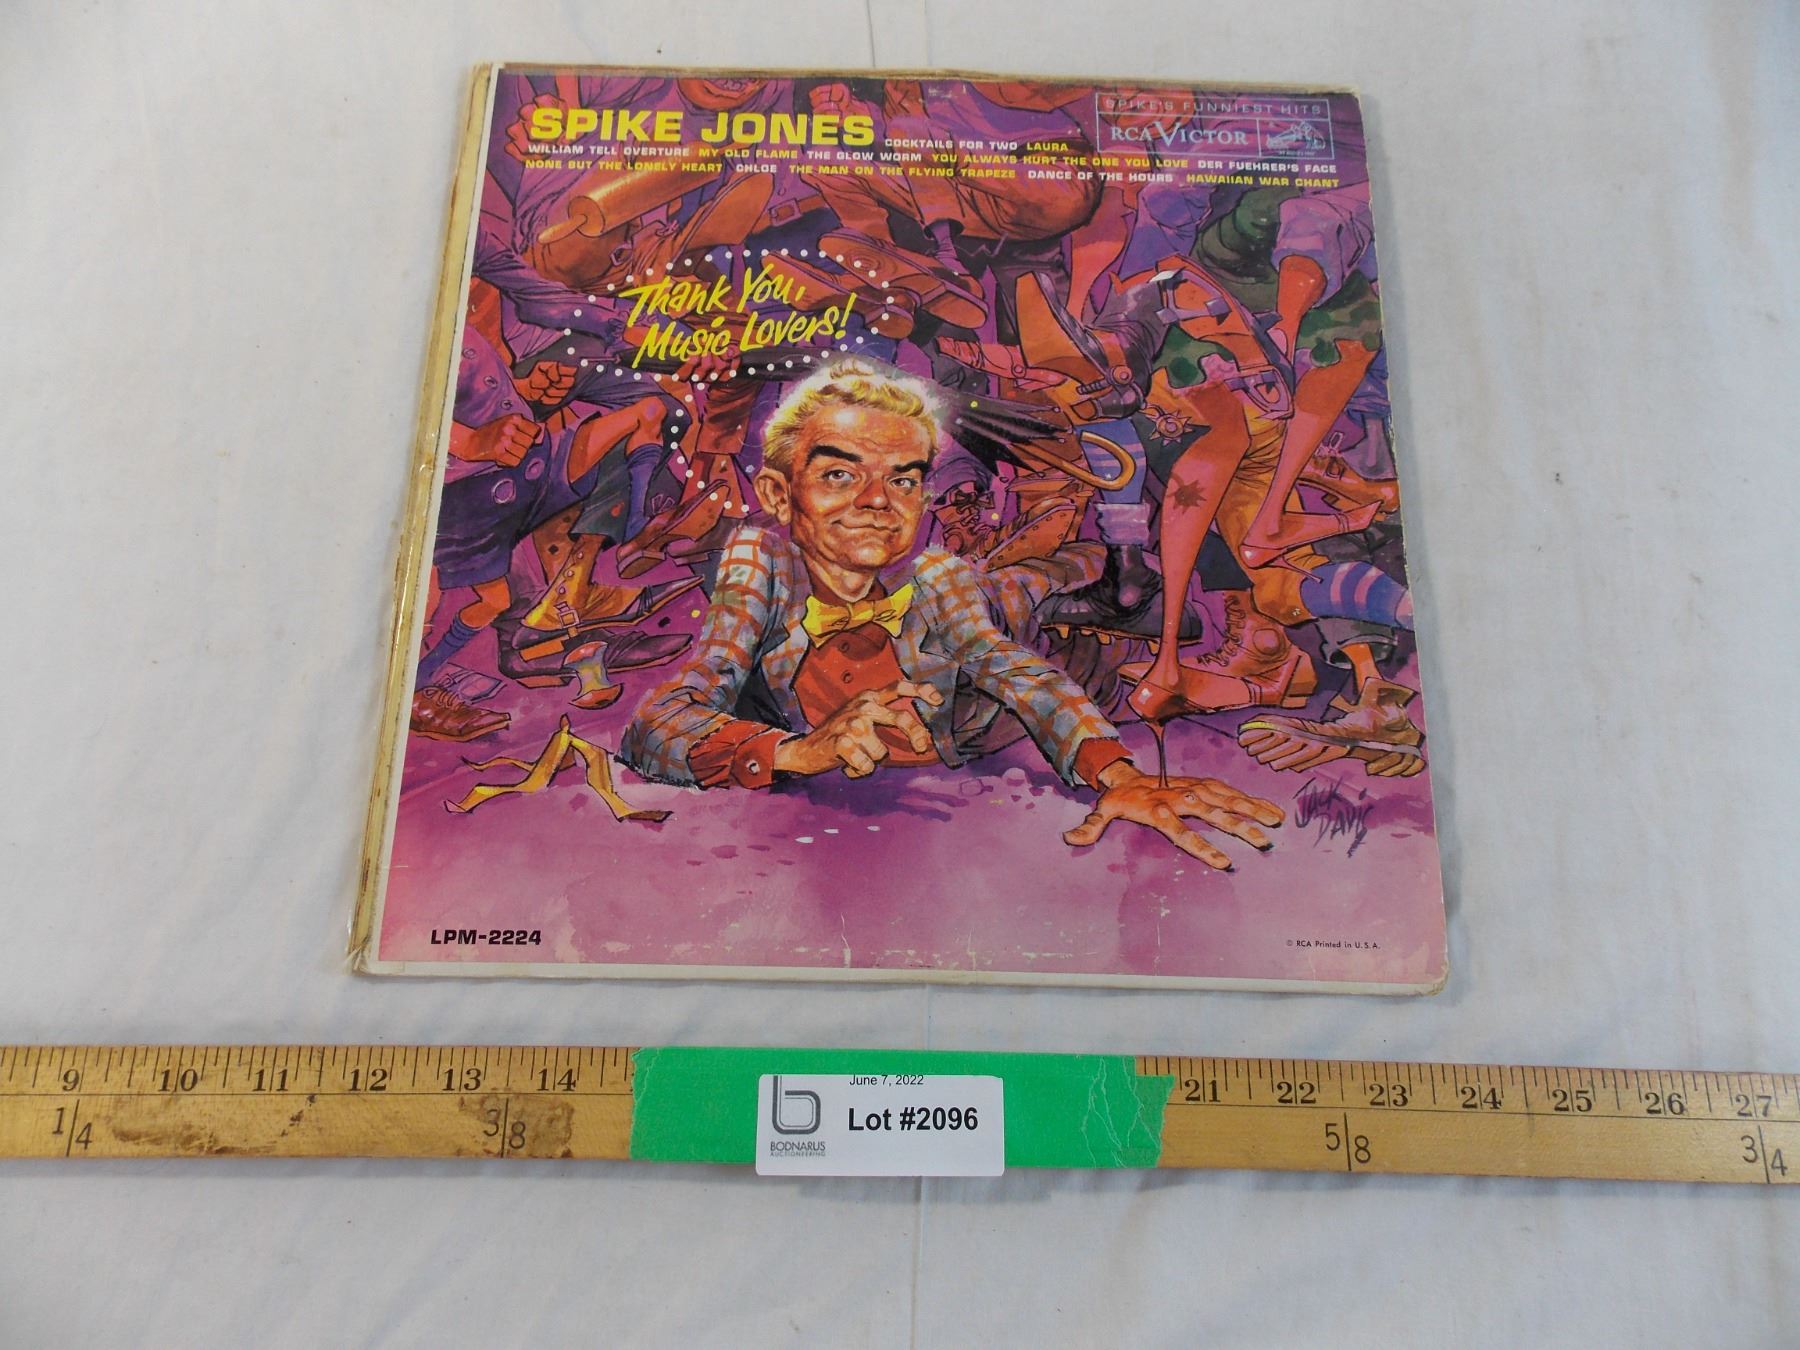 SPIKE JONES COCKTAILS FOR TWO LAURA
WILLIAM TELL OVERTURE MY OLD FLAME THE GLOW WORM YOU ALWAYS HURT THE ONE YOU LOVE DER FUEHRER'S FACE
NONE BUT THE LONELY HEART CHLOE THE MAN ON THE FLYING TRAPEZE DANCE OF THE HOURS HAWAIIAN WAR CHANT
SPIKE'S FUNNIEST HITS
RCA VICTOR
Thank You,
Music Lovers!
JACK
DAVIS
LPM-2224
© RCA Printed in U.S.A.
9 10 11 12 13 14 21 22 23 24 25 26 27
1/4 3/8 5/8 3/4
June 7, 2022
Lot #2096
b
BODNARUS
AUCTIONEERING